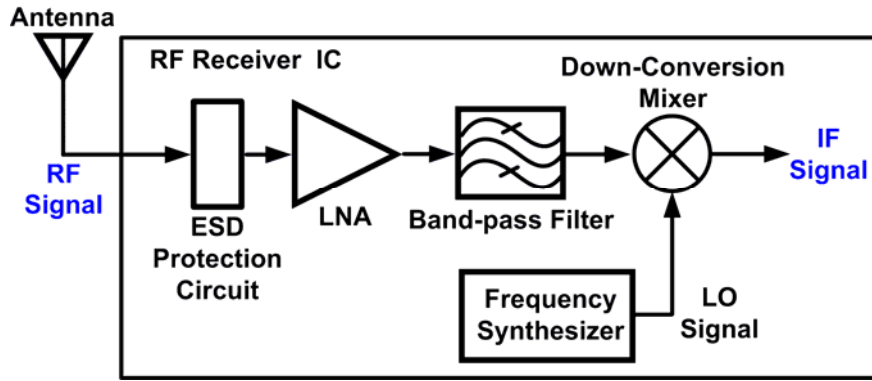 Antenna
RF Receiver IC
Down-Conversion
Mixer
RF
Signal
ESD
Protection
Circuit
LNA
Band-pass Filter
IF
Signal
Frequency
Synthesizer
LO
Signal